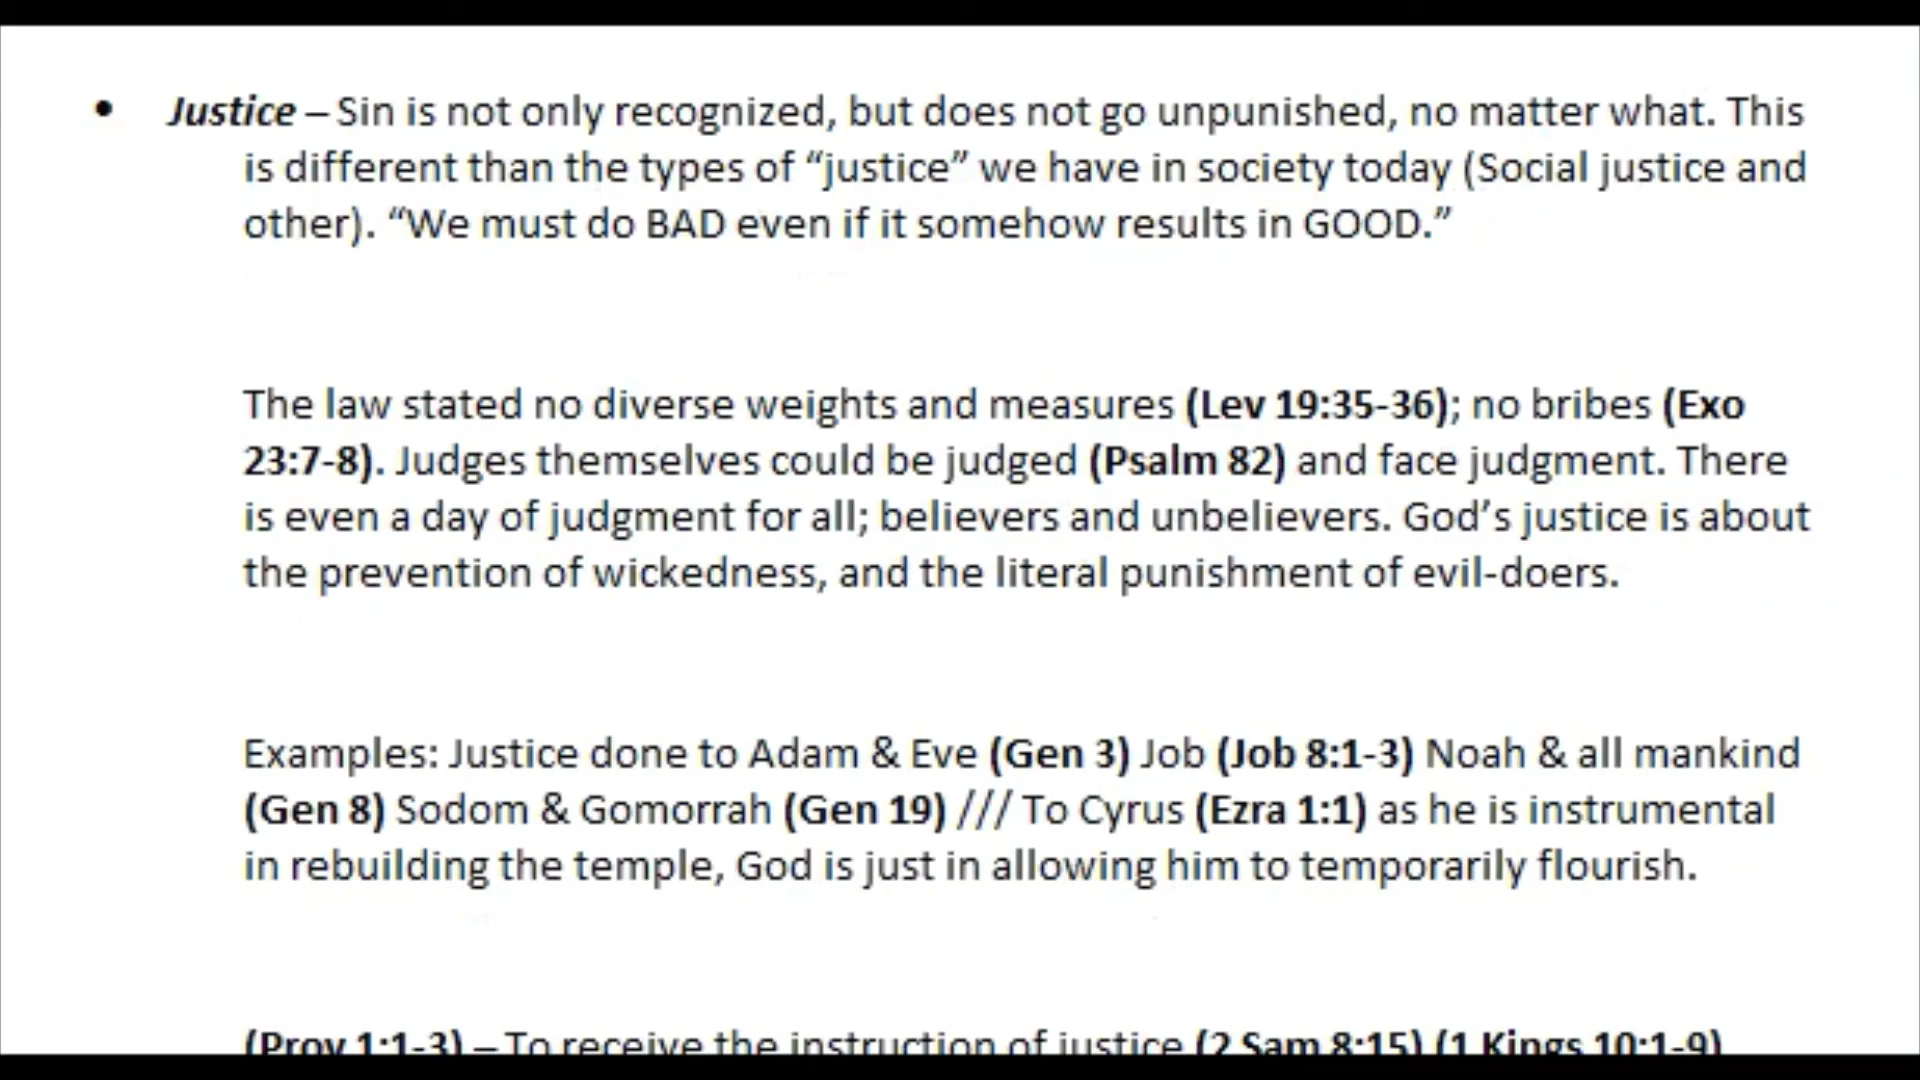 • Justice – Sin is not only recognized, but does not go unpunished, no matter what. This
is different than the types of “justice” we have in society today (Social justice and
other). “We must do BAD even if it somehow results in GOOD.”
The law stated no diverse weights and measures (Lev 19:35-36); no bribes (Exo
23:7-8). Judges themselves could be judged (Psalm 82) and face judgment. There
is even a day of judgment for all; believers and unbelievers. God’s justice is about
the prevention of wickedness, and the literal punishment of evil-doers.
Examples: Justice done to Adam & Eve (Gen 3) Job (Job 8:1-3) Noah & all mankind
(Gen 8) Sodom & Gomorrah (Gen 19) /// To Cyrus (Ezra 1:1) as he is instrumental
in rebuilding the temple, God is just in allowing him to temporarily flourish.
(Prov 1:1-3) – To receive the instruction of justice (2 Sam 8:15) (1 Kings 10:1-9)